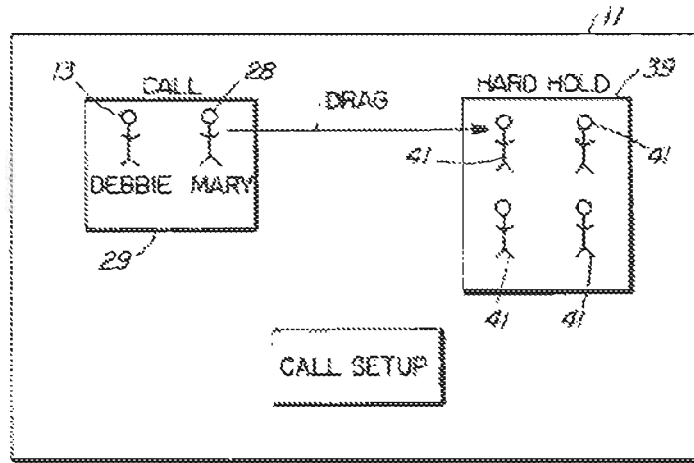 11
13 CALL 28 DRAG HARD HOLD 39
41 41
DEBBIE MARY
29
41 41
CALL SETUP